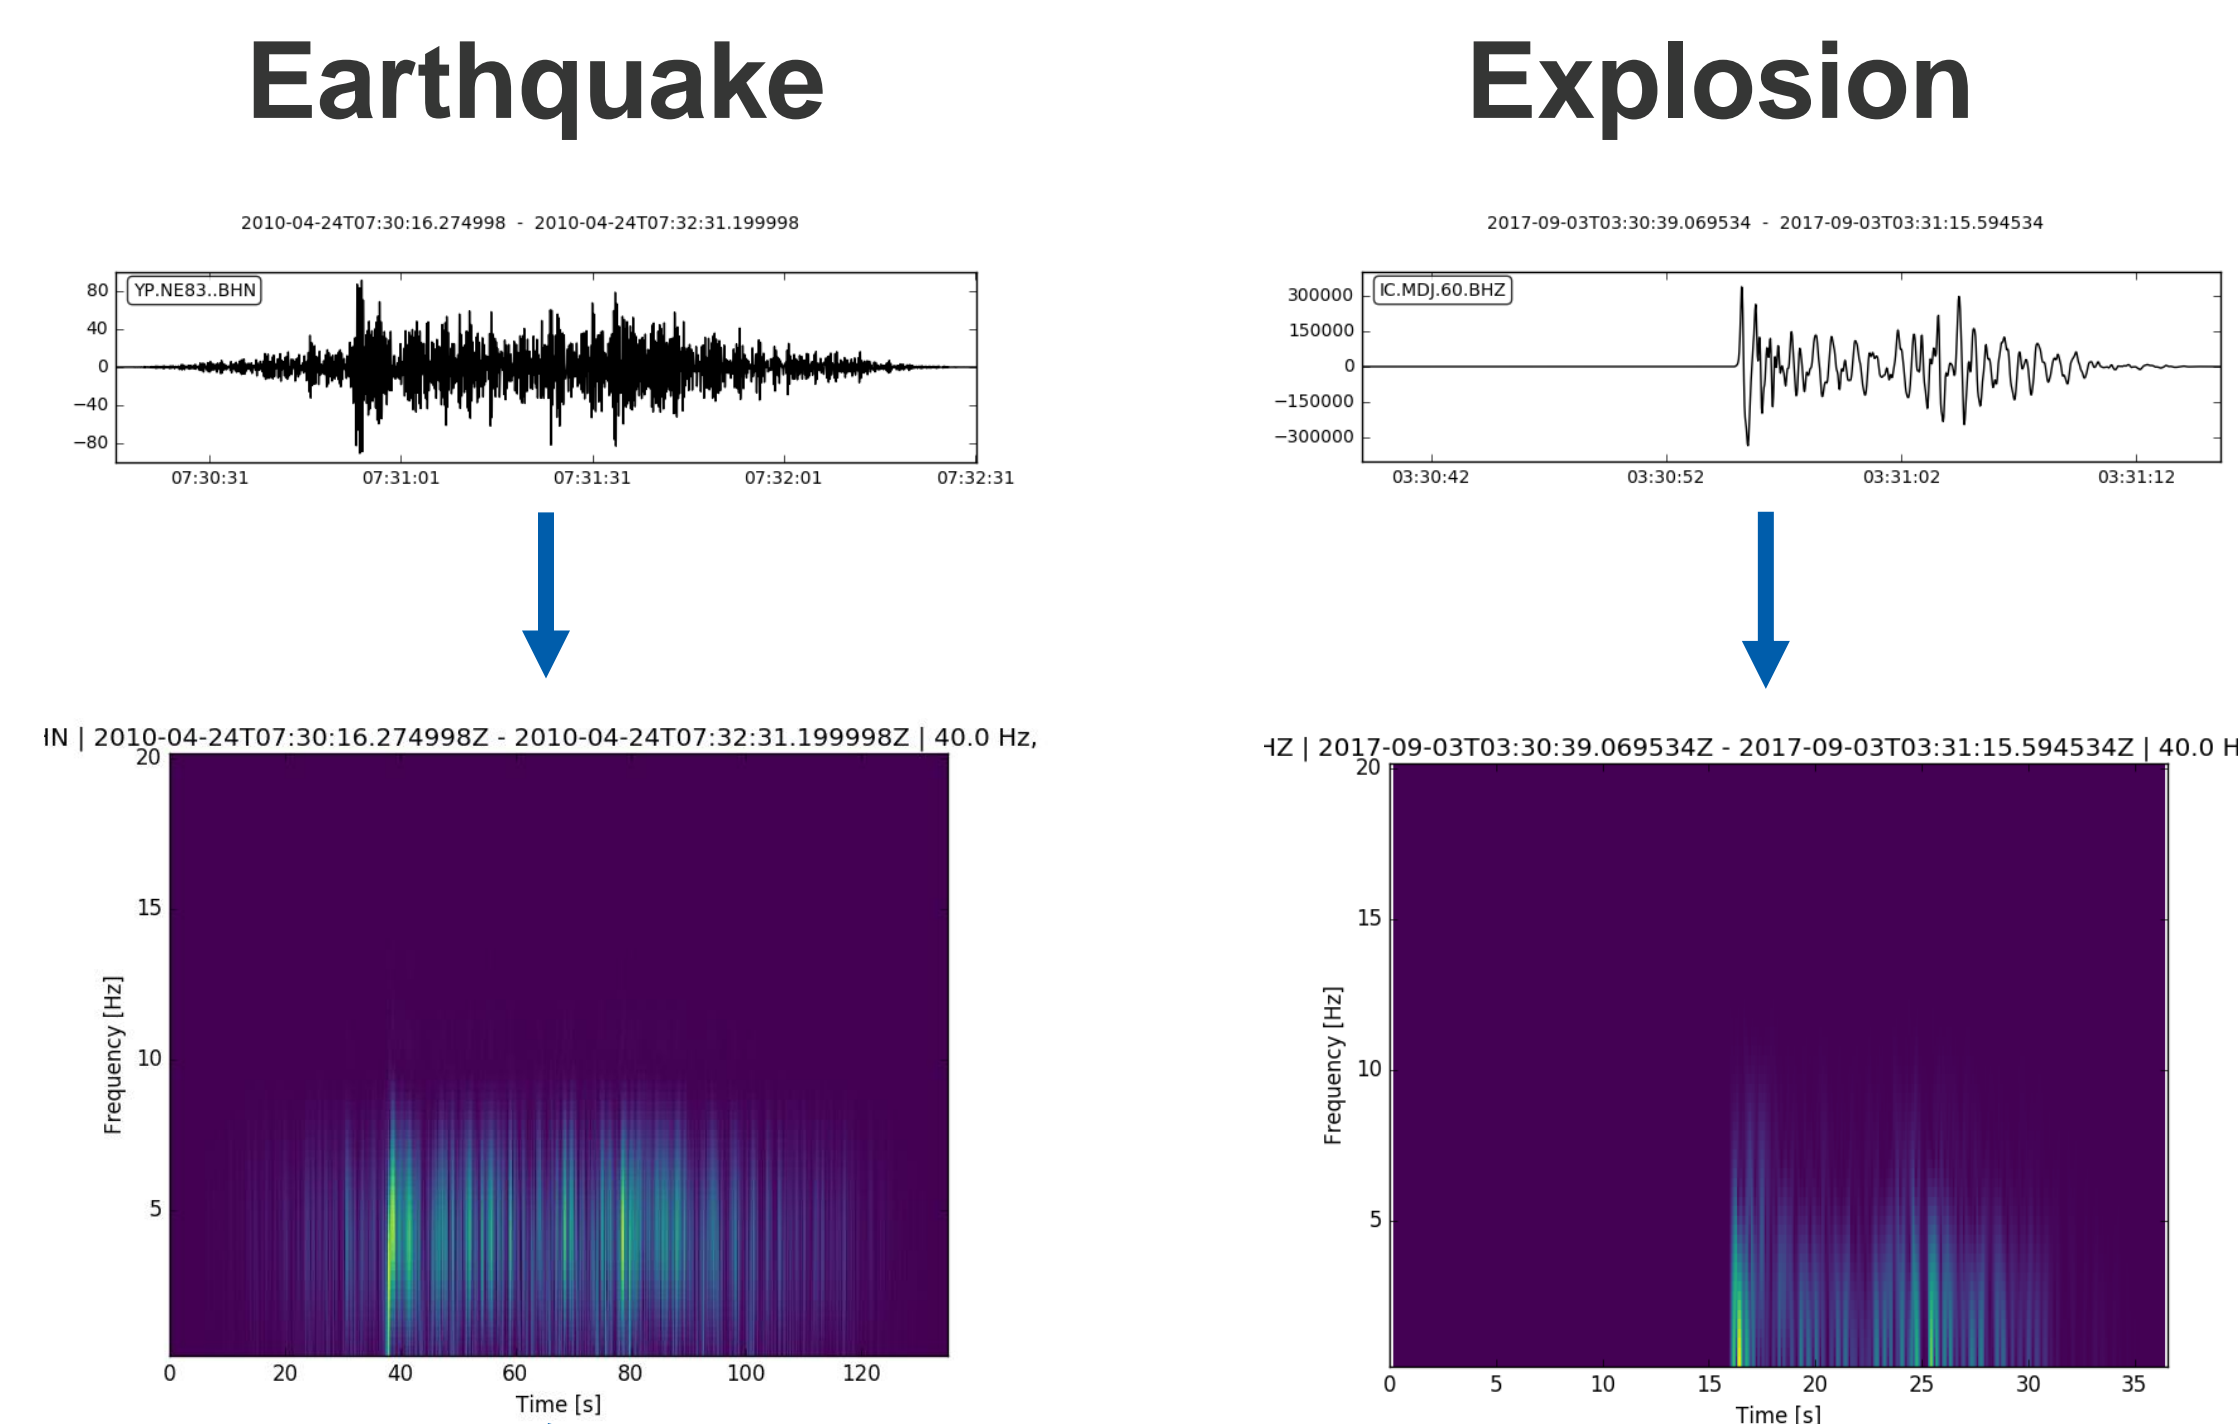 Earthquake
Explosion
2010-04-24T07:30:16.274998 - 2010-04-24T07:32:31.199998
YP.NE83..BHN
80
40
0
−40
−80
07:30:31 07:31:01 07:31:31 07:32:01 07:32:31
2017-09-03T03:30:39.069534 - 2017-09-03T03:31:15.594534
IC.MDJ.60.BHZ
300000
150000
0
−150000
−300000
03:30:42 03:30:52 03:31:02 03:31:12
IN | 2010-04-24T07:30:16.274998Z - 2010-04-24T07:32:31.199998Z | 40.0 Hz,
20
15
10
5
Frequency [Hz]
0 20 40 60 80 100 120
Time [s]
HZ | 2017-09-03T03:30:39.069534Z - 2017-09-03T03:31:15.594534Z | 40.0 H
20
15
10
5
Frequency [Hz]
0 5 10 15 20 25 30 35
Time [s]